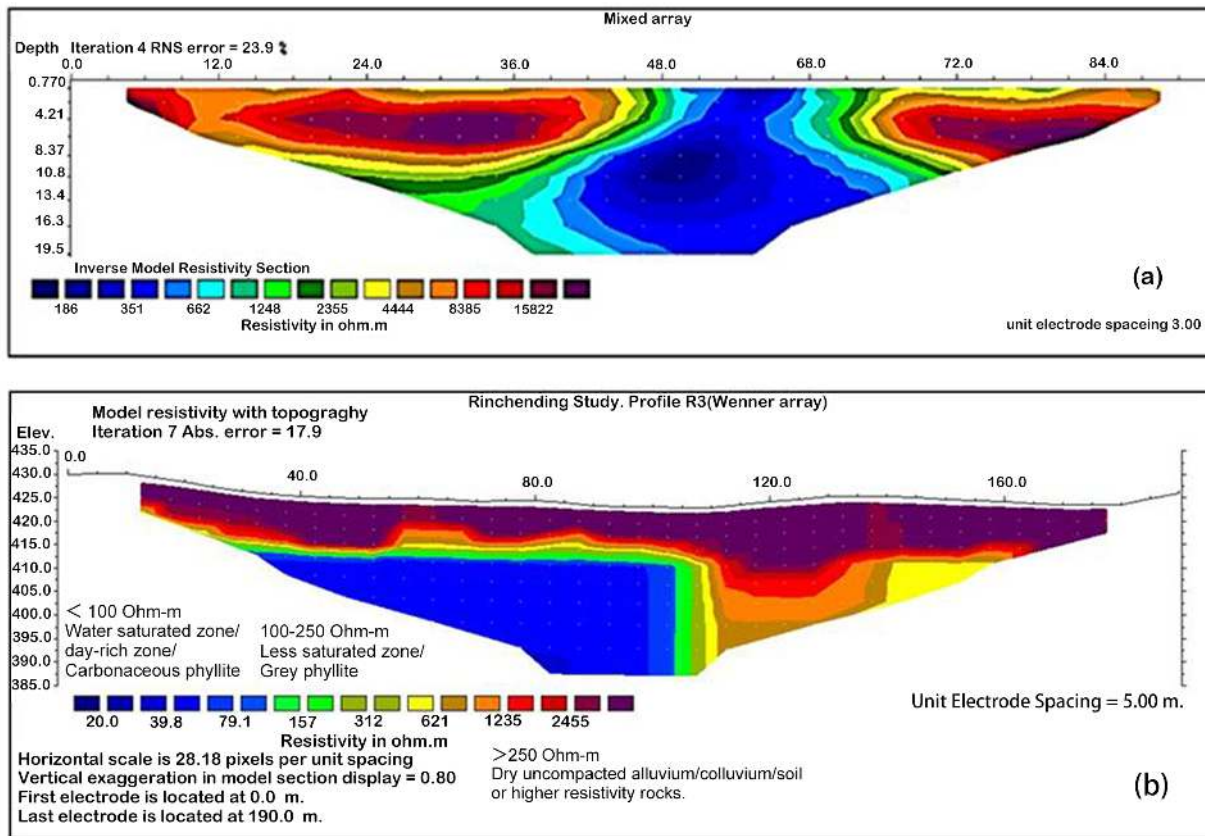 Mixed array
Depth Iteration 4 RNS error = 23.9 %
0.0 12.0 24.0 36.0 48.0 68.0 72.0 84.0
0.770
4.21
8.37
10.8
13.4
16.3
19.5
Inverse Model Resistivity Section
186 351 662 1248 2355 4444 8385 15822
Resistivity in ohm.m
(a)
unit electrode spaceing 3.00
Rinchending Study. Profile R3(Wenner array)
Model resistivity with topograghy
Iteration 7 Abs. error = 17.9
Elev.
435.0
430.0
425.0
420.0
415.0
410.0
405.0
400.0
395.0
390.0
385.0
0.0 40.0 80.0 120.0 160.0
< 100 Ohm-m
Water saturated zone/
day-rich zone/
Carbonaceous phyllite
100-250 Ohm-m
Less saturated zone/
Grey phyllite
20.0 39.8 79.1 157 312 621 1235 2455
Resistivity in ohm.m
Unit Electrode Spacing = 5.00 m.
Horizontal scale is 28.18 pixels per unit spacing
Vertical exaggeration in model section display = 0.80
First electrode is located at 0.0 m.
Last electrode is located at 190.0 m.
>250 Ohm-m
Dry uncompacted alluvium/colluvium/soil
or higher resistivity rocks.
(b)